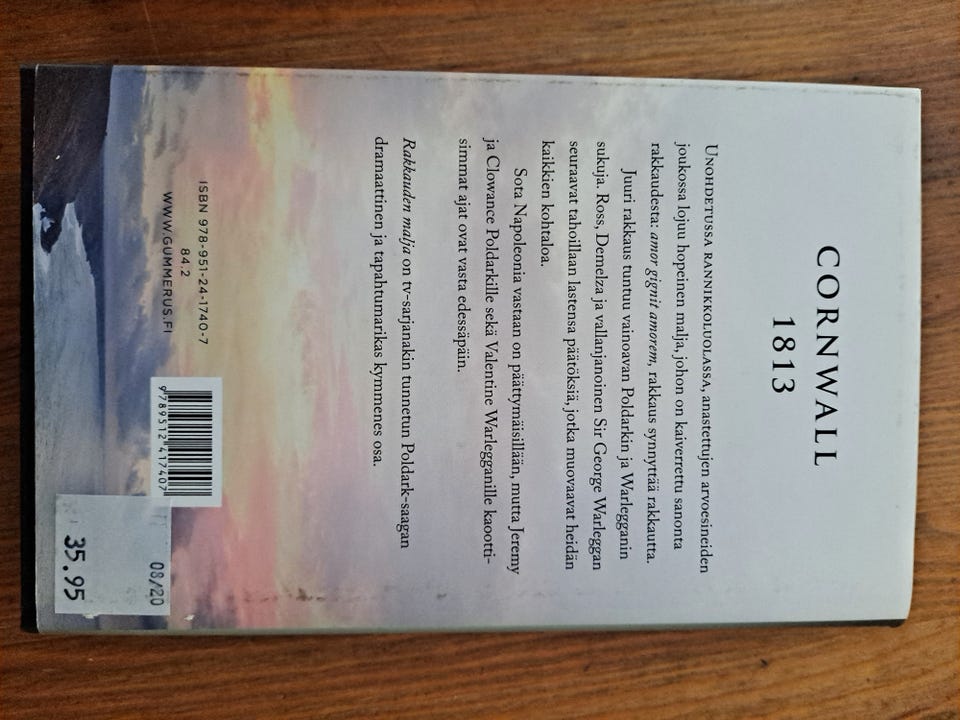 CORNWALL
1813
UNOHDETUSSA RANNIKKOLUOLASSA, anastettujen arvoesineiden
joukossa lojuu hopeinen malja, johon on kaiverrettu sanonta
rakkaudesta: amor gignit amorem, rakkaus synnyttää rakkautta.
Juuri rakkaus tuntuu vainoavan Poldarkin ja Warlegganin
sukuja. Ross, Demelza ja vallanjanoinen Sir George Warleggan
seuraavat tahoillaan lastensa päätöksiä, jotka muovaavat heidän
kaikkien kohtaloa.
Sota Napoleonia vastaan on päättymäisillään, mutta Jeremy
ja Clowance Poldarkille sekä Valentine Warlegganille kaootti-
simmat ajat ovat vasta edessäpäin.
Rakkauden malja on tv-sarjanakin tunnetun Poldark-saagan
dramaattinen ja tapahtumarikas kymmenes osa.
ISBN 978-951-24-1740-7
84.2
WWW.GUMMERUS.FI
9789512417407
08/20
35.95